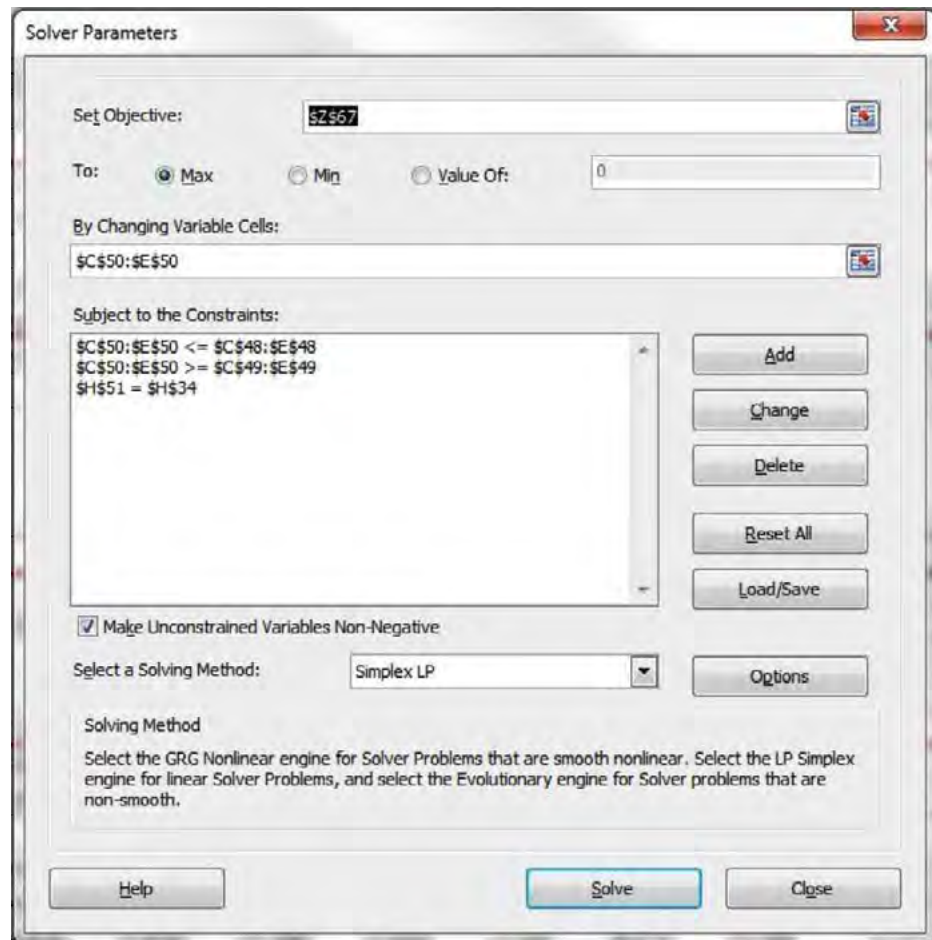 Solver Parameters
Set Objective:
$Z$67
To:
Max
Min
Value Of:
0
By Changing Variable Cells:
$C$50:$E$50
Subject to the Constraints:
$C$50:$E$50 <= $C$48:$E$48
$C$50:$E$50 >= $C$49:$E$49
$H$51 = $H$34
Add
Change
Delete
Reset All
Load/Save
Make Unconstrained Variables Non-Negative
Select a Solving Method:
Simplex LP
Options
Solving Method
Select the GRG Nonlinear engine for Solver Problems that are smooth nonlinear. Select the LP Simplex
engine for linear Solver Problems, and select the Evolutionary engine for Solver problems that are
non-smooth.
Help
Solve
Close